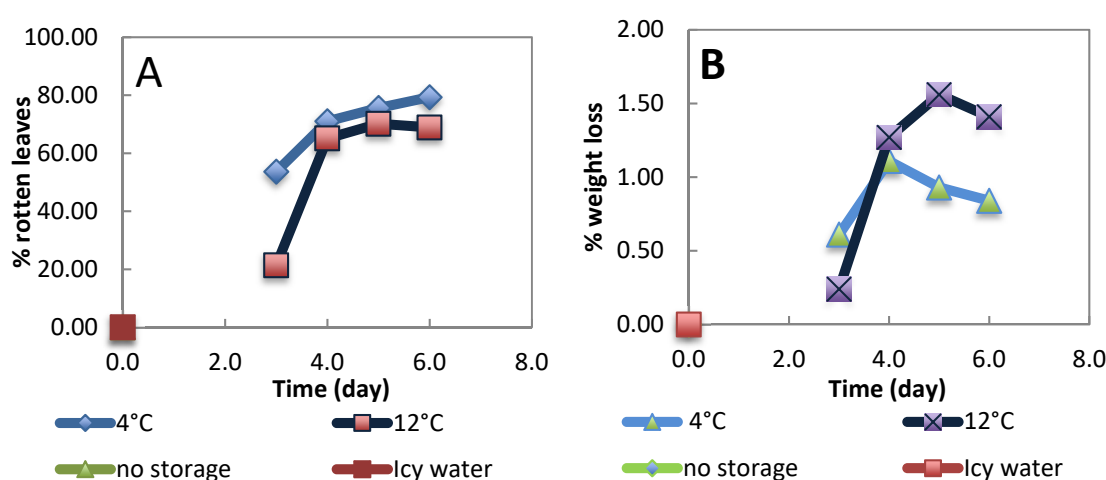 A
% rotten leaves
100.00
80.00
60.00
40.00
20.00
0.00
0.0 2.0 4.0 6.0 8.0
Time (day)
4°C 12°C
no storage Icy water
B
% weight loss
2.00
1.50
1.00
0.50
0.00
0.0 2.0 4.0 6.0 8.0
Time (day)
4°C 12°C
no storage Icy water